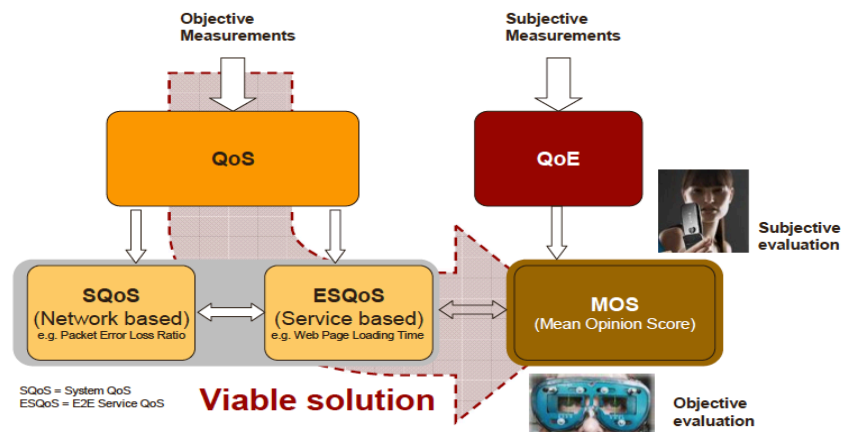 Objective
Measurements
Subjective
Measurements
QoS
QoE
Subjective
evaluation
SQoS
(Network based)
e.g. Packet Error Loss Ratio
ESQoS
(Service based)
e.g. Web Page Loading Time
MOS
(Mean Opinion Score)
SQoS = System QoS
ESQoS = E2E Service QoS
Viable solution
Objective
evaluation